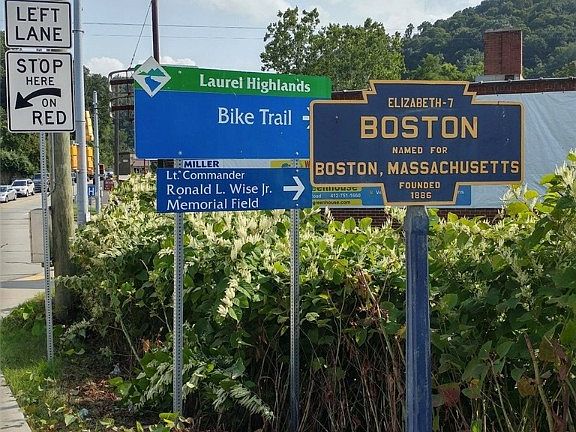 LEFT
LANE
STOP
HERE
ON
RED
Laurel Highlands
Bike Trail
Lt. Commander
Ronald L. Wise Jr.
Memorial Field
MILLER
ELIZABETH-7
BOSTON
NAMED FOR
BOSTON, MASSACHUSETTS
FOUNDED
1886